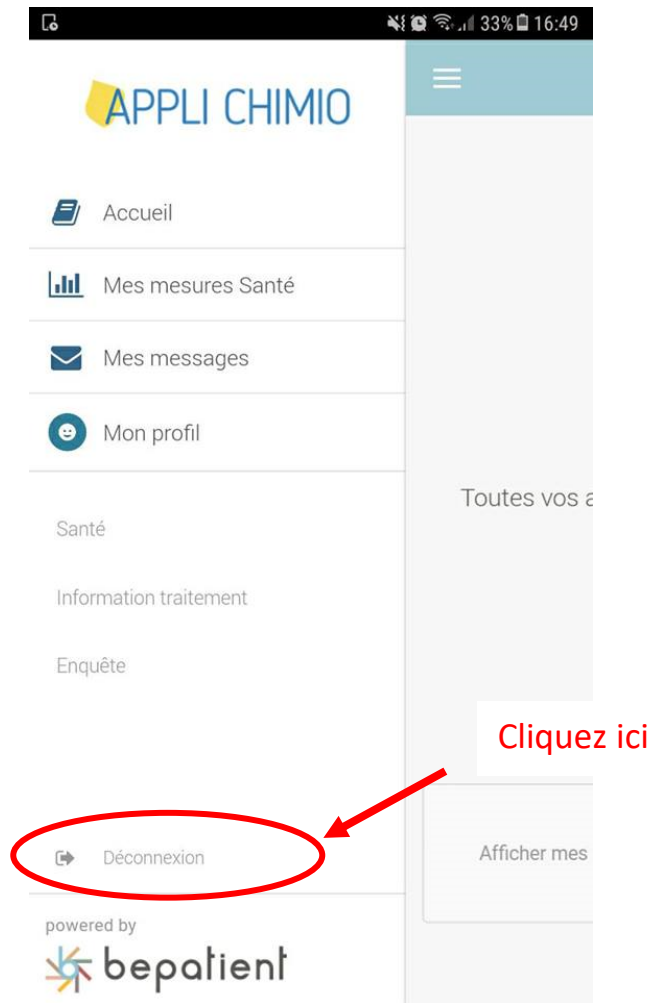 33% 16:49
APPLI CHIMIO
Accueil
Mes mesures Santé
Mes messages
Mon profil
Toutes vos a
Santé
Information traitement
Enquête
Cliquez ici
Déconnexion
Afficher mes
powered by
bepatient